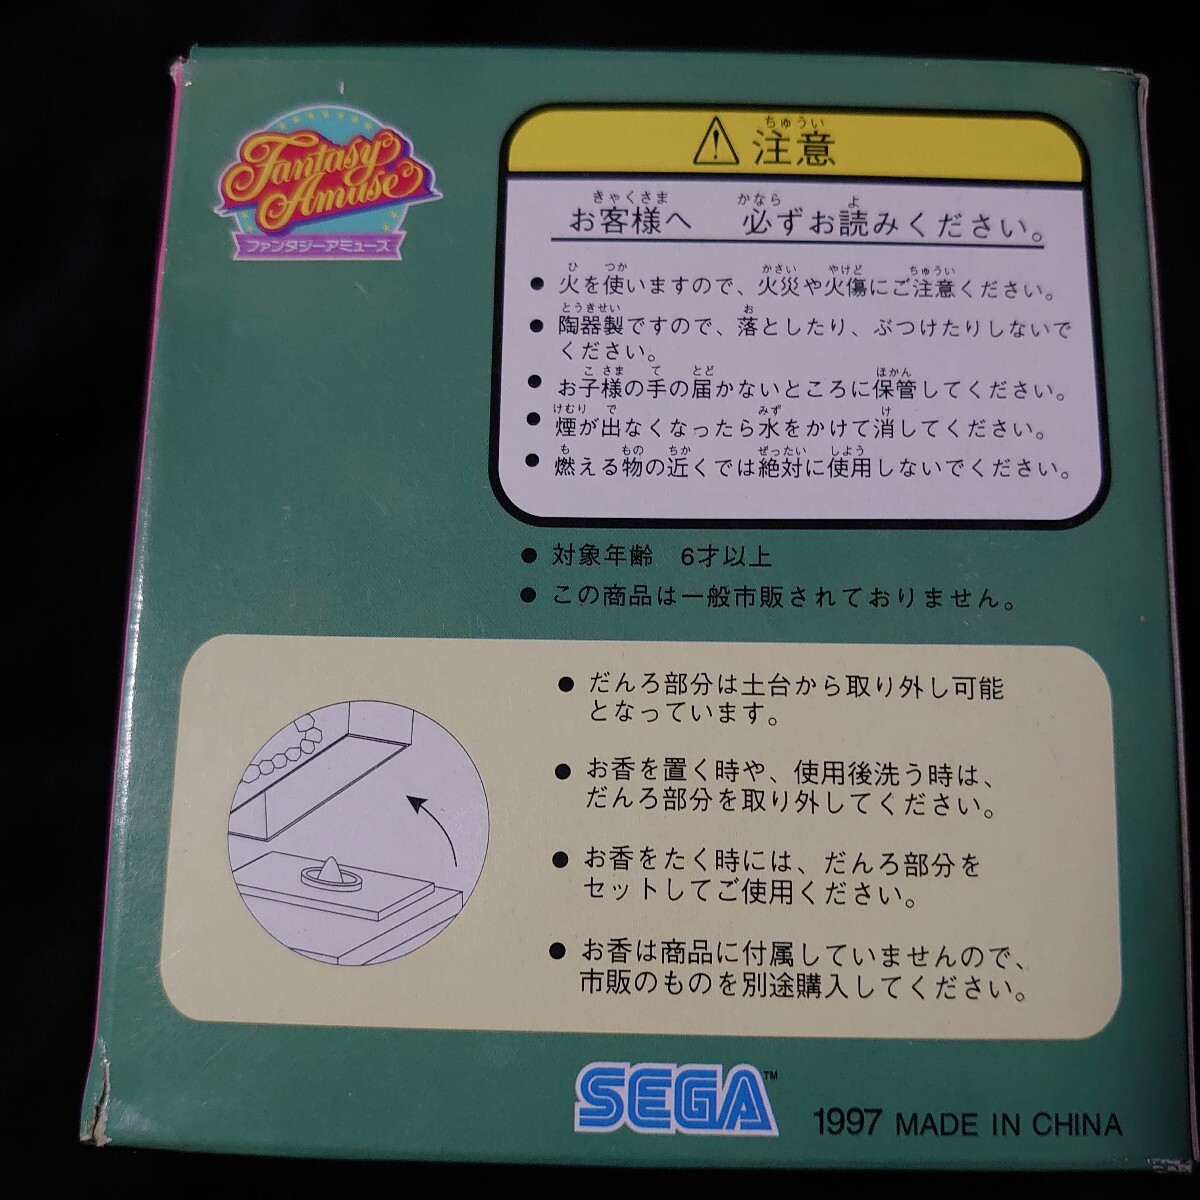 Fantasy
Amuse
ファンタジーアミューズ
ちゅうい
注意
きゃくさま かなら よ
お客様へ 必ずお読みください。
ひ つか かさい やけど ちゅうい
● 火を使いますので、火災や火傷にご注意ください。
とうきせい お
● 陶器製ですので、落としたり、ぶつけたりしないで
ください。
こ さま て とど ほかん
● お子様の手の届かないところに保管してください。
けむり で みず け
● 煙が出なくなったら水をかけて消してください。
も もの ちか ぜったい しよう
● 燃える物の近くでは絶対に使用しないでください。
● 対象年齢 6才以上
● この商品は一般市販されておりません。
● だんろ部分は土台から取り外し可能
となっています。
● お香を置く時や、使用後洗う時は、
だんろ部分を取り外してください。
● お香をたく時には、だんろ部分を
セットしてご使用ください。
● お香は商品に付属していませんので、
市販のものを別途購入してください。
SEGA™
1997 MADE IN CHINA